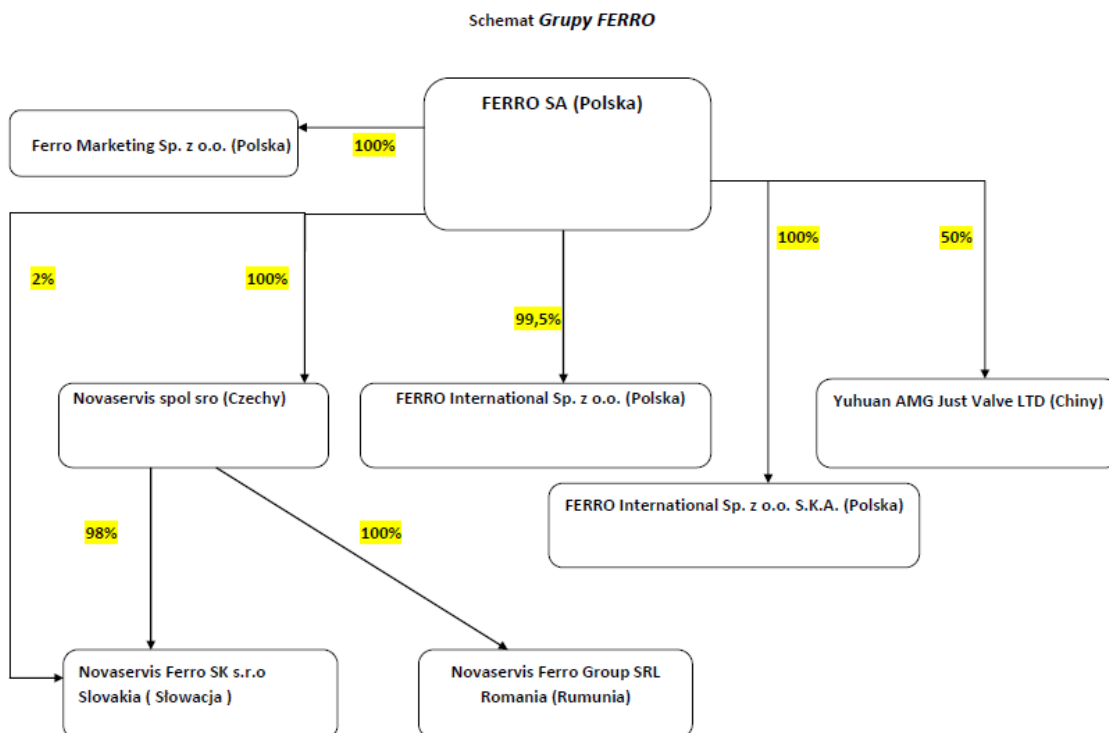 Schemat Grupy FERRO
FERRO SA (Polska)
Ferro Marketing Sp. z o.o. (Polska)
100%
2%
100%
99,5%
100%
50%
Novaservis spol sro (Czechy)
FERRO International Sp. z o.o. (Polska)
Yuhuan AMG Just Valve LTD (Chiny)
FERRO International Sp. z o.o. S.K.A. (Polska)
98%
100%
Novaservis Ferro SK s.r.o
Slovakia ( Słowacja )
Novaservis Ferro Group SRL
Romania (Rumunia)